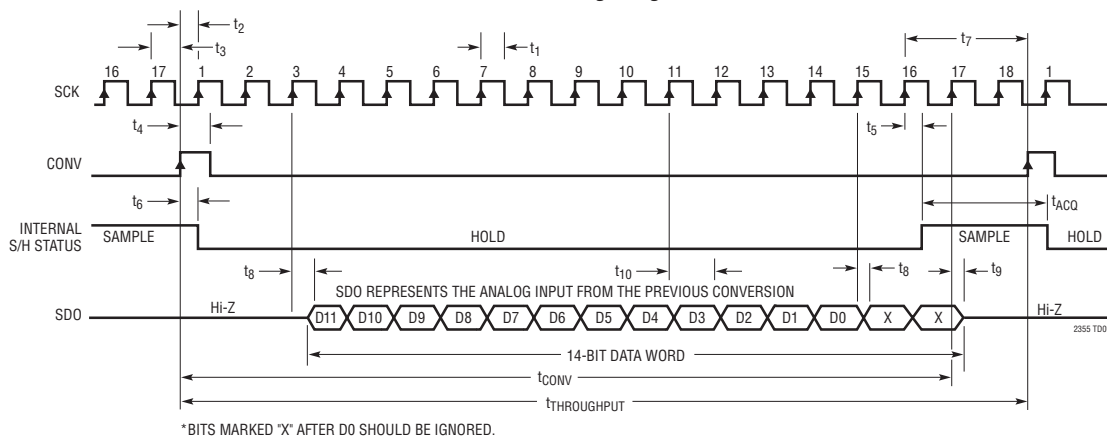 t2
t3
t1
t7
16 17 1 2 3 4 5 6 7 8 9 10 11 12 13 14 15 16 17 18 1
SCK
t4
t5
CONV
t6
tACQ
INTERNAL
S/H STATUS
SAMPLE
HOLD
SAMPLE
HOLD
t8
t10
t8
t9
SDO REPRESENTS THE ANALOG INPUT FROM THE PREVIOUS CONVERSION
SDO
Hi-Z
D11 D10 D9 D8 D7 D6 D5 D4 D3 D2 D1 D0 X X
Hi-Z
2355 TD0
14-BIT DATA WORD
tCONV
tTHROUGHPUT
*BITS MARKED "X" AFTER D0 SHOULD BE IGNORED.